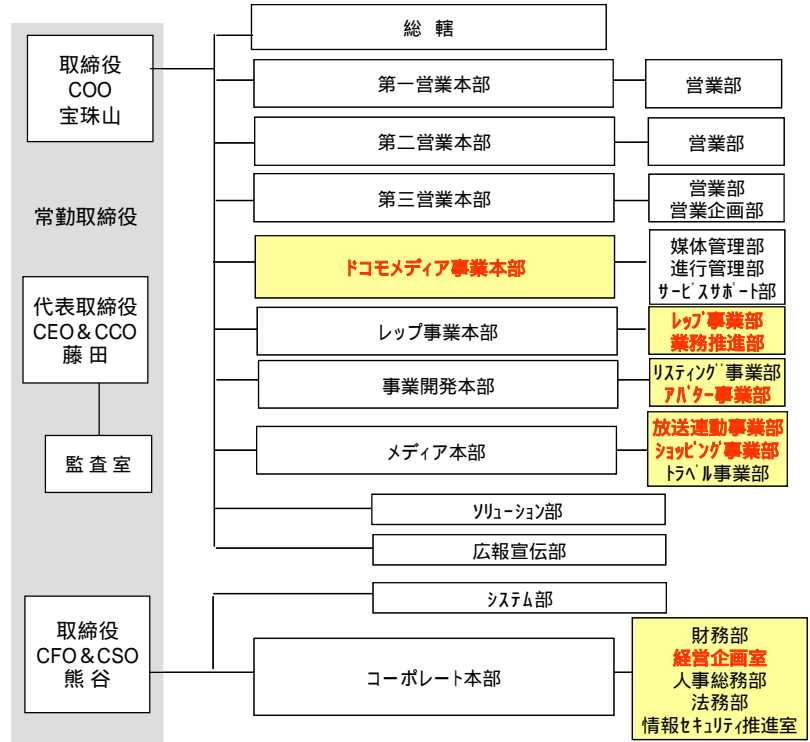 総 轄
取締役
COO
宝珠山
第一営業本部
営業部
第二営業本部
営業部
第三営業本部
営業部
営業企画部
常勤取締役
ドコモメディア事業本部
媒体管理部
進行管理部
ｻｰﾋﾞｽｻﾎﾟｰﾄ部
代表取締役
CEO＆CCO
藤 田
レップ事業本部
ﾚｯﾌﾟ事業部
業務推進部
事業開発本部
ﾘｽﾃｨﾝｸﾞ事業部
ｱﾊﾞﾀｰ事業部
監 査 室
メディア本部
放送連動事業部
ｼｮｯﾋﾟﾝｸﾞ事業部
ﾄﾗﾍﾞﾙ事業部
ｿﾘｭｰｼｮﾝ部
広報宣伝部
ｼｽﾃﾑ部
取締役
CFO＆CSO
熊 谷
コーポレート本部
財務部
経営企画室
人事総務部
法務部
情報ｾｷｭﾘﾃｨ推進室